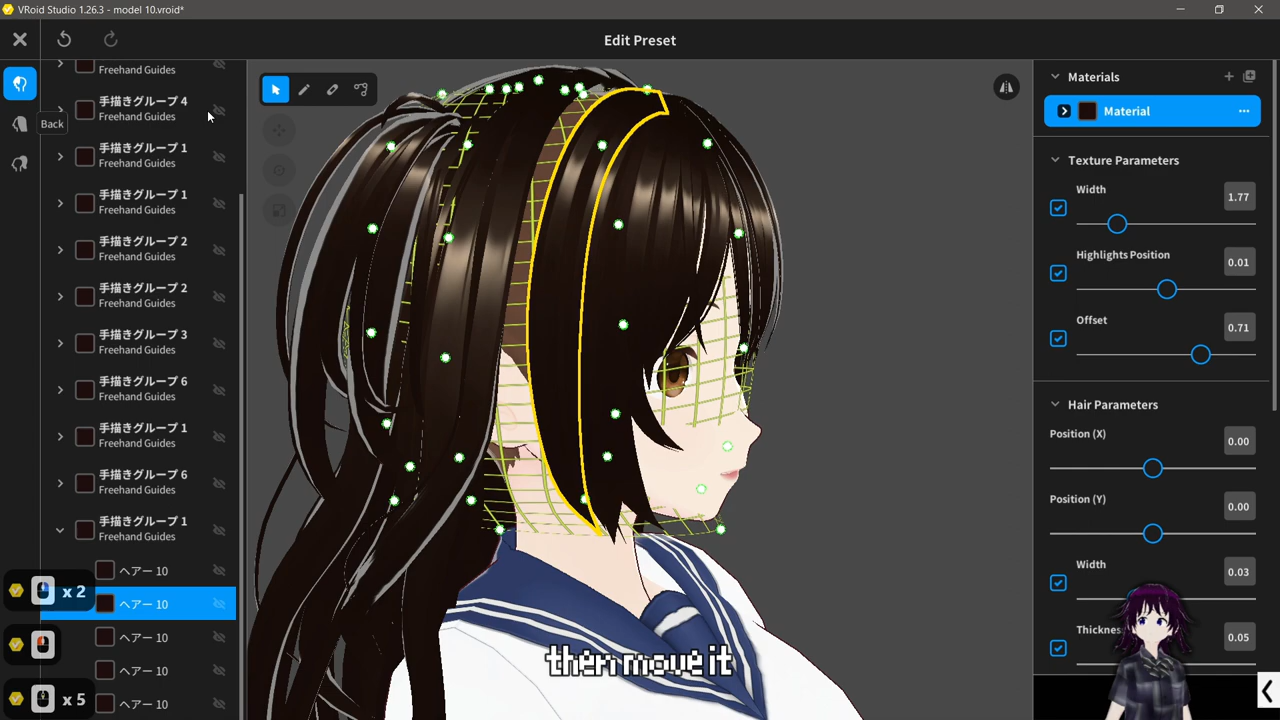 VRoid Studio 1.26.3 - model 10.vroid*
Edit Preset
Freehand Guides
手描きグループ 4
Freehand Guides
Back
手描きグループ 1
Freehand Guides
手描きグループ 1
Freehand Guides
手描きグループ 2
Freehand Guides
手描きグループ 2
Freehand Guides
手描きグループ 3
Freehand Guides
手描きグループ 6
Freehand Guides
手描きグループ 1
Freehand Guides
手描きグループ 6
Freehand Guides
手描きグループ 1
Freehand Guides
ヘアー 10
ヘアー 10
ヘアー 10
ヘアー 10
ヘアー 10
x 2
x 5
then move it
Materials
Material
Texture Parameters
Width
1.77
Highlights Position
0.01
Offset
0.71
Hair Parameters
Position (X)
0.00
Position (Y)
0.00
Width
0.03
0.05